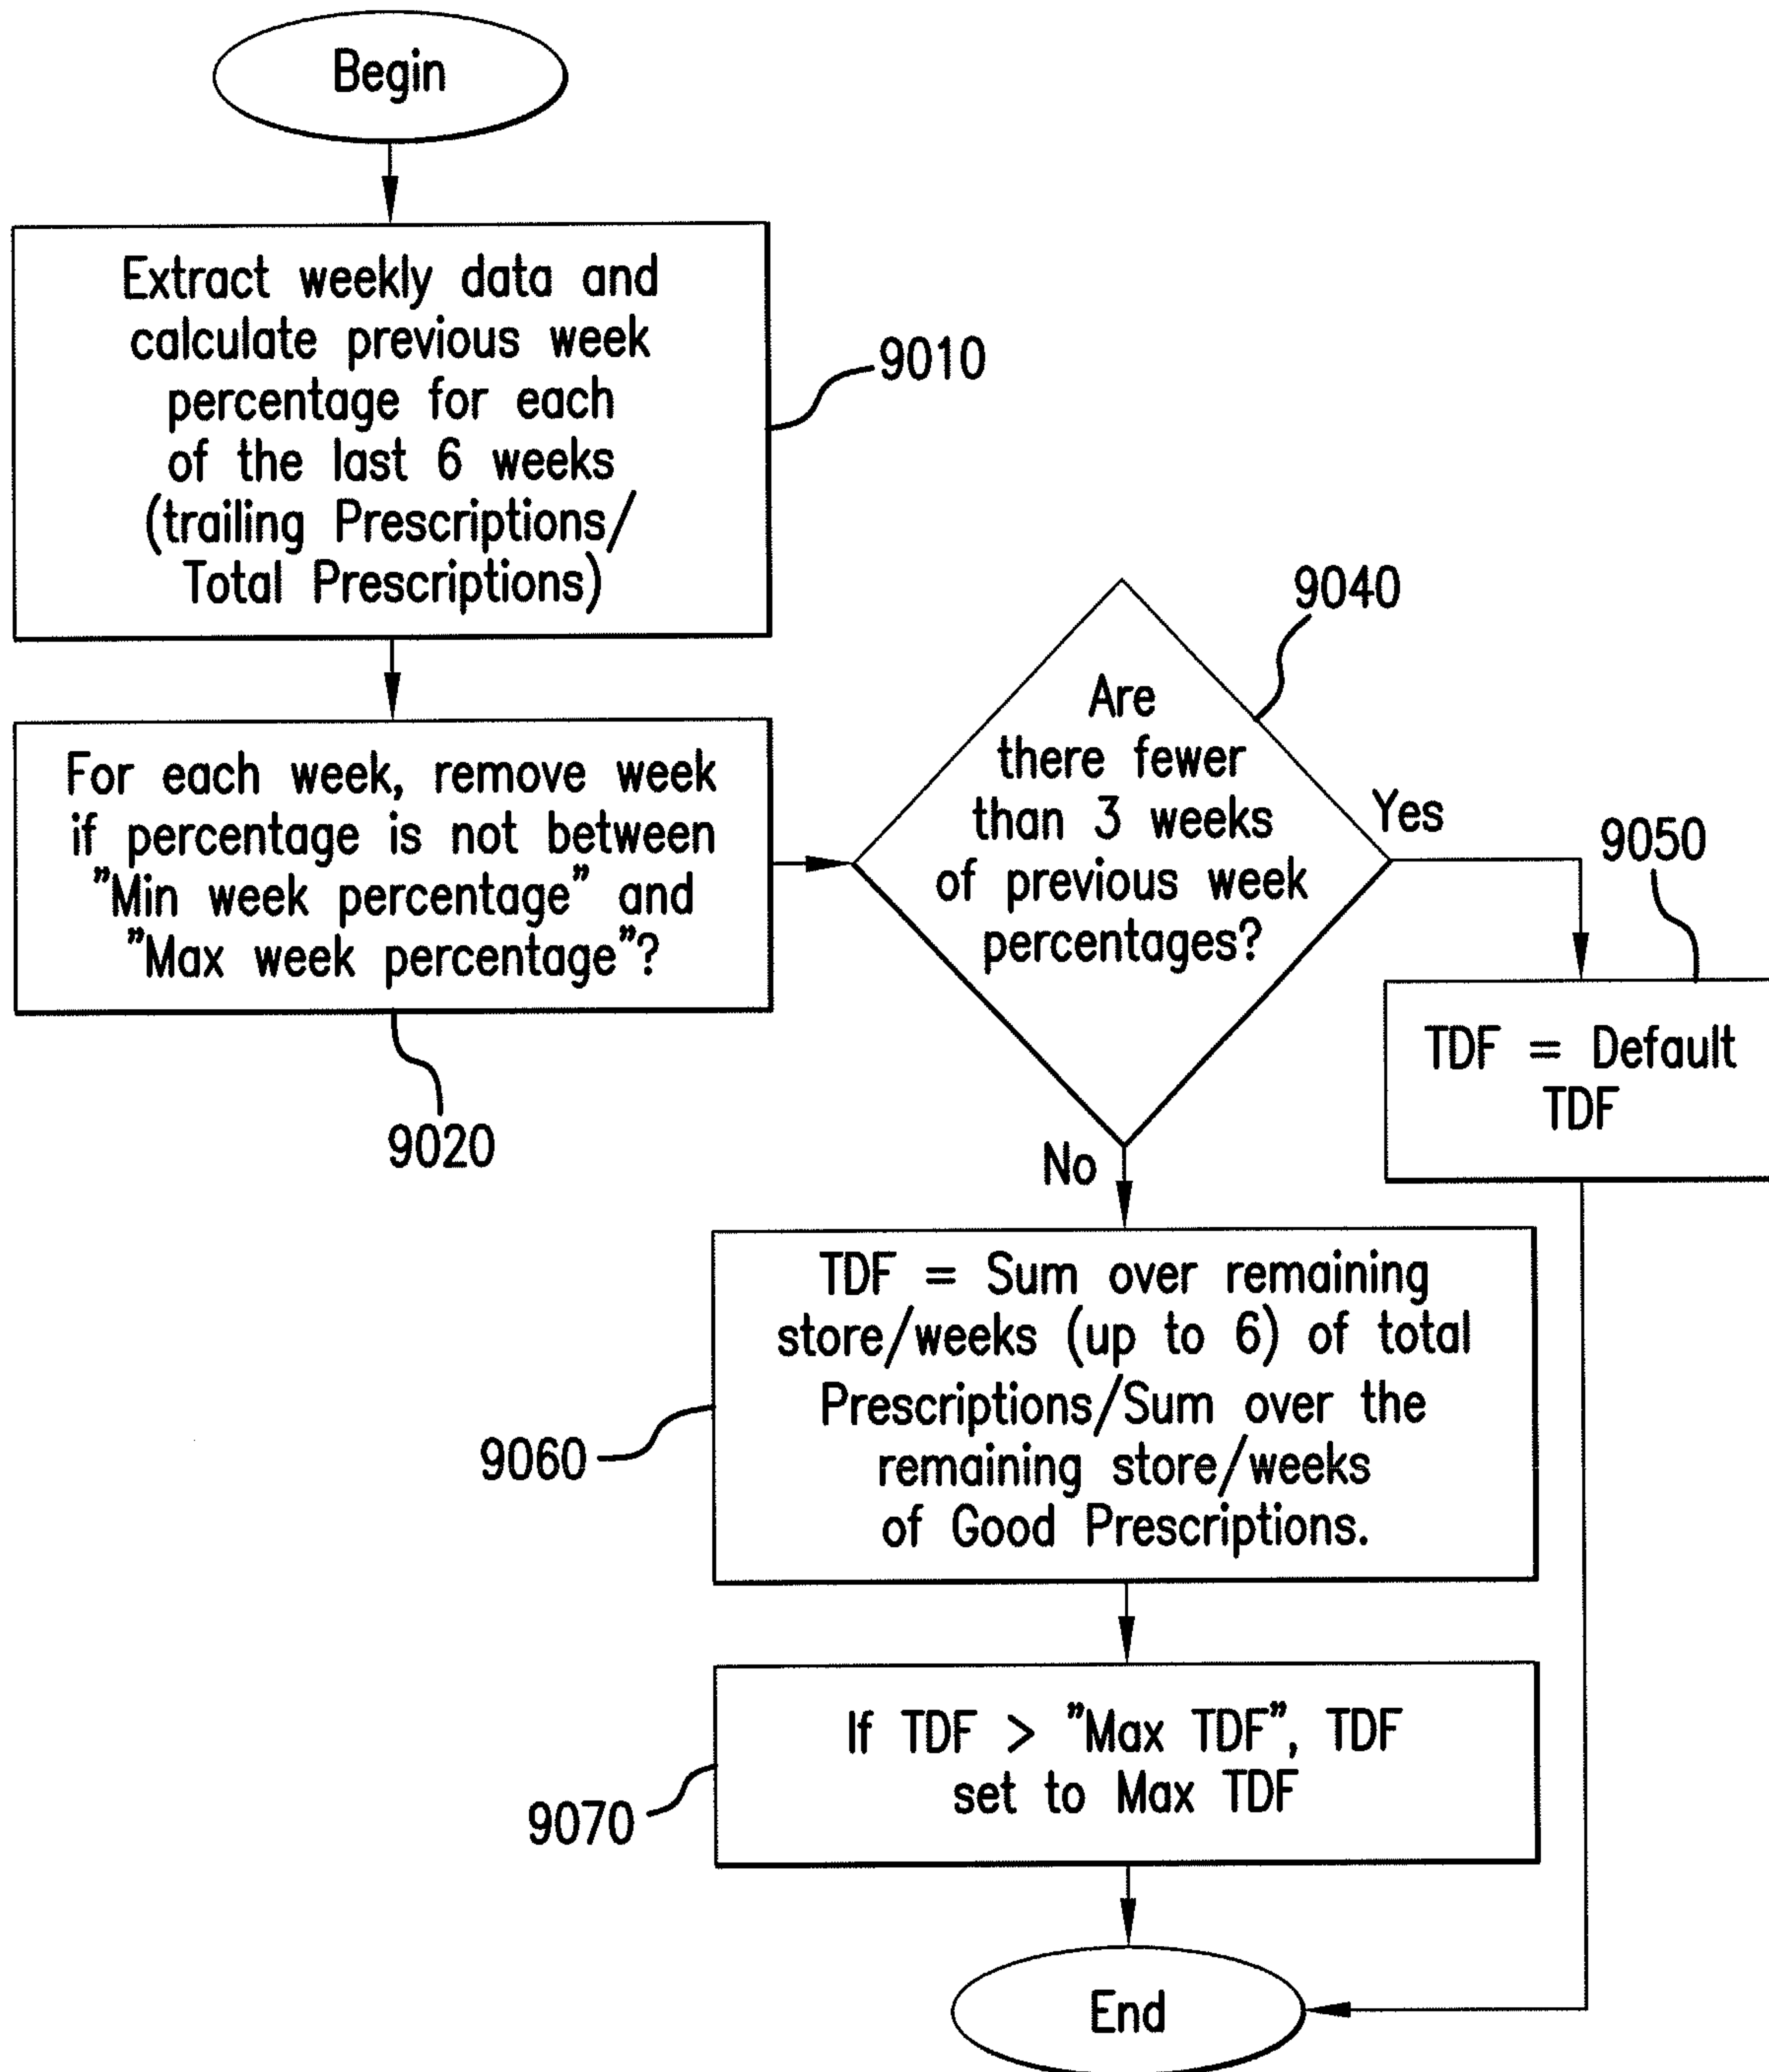 Begin
Extract weekly data and
calculate previous week
percentage for each
of the last 6 weeks
(trailing Prescriptions/
Total Prescriptions)
9010
For each week, remove week
if percentage is not between
"Min week percentage" and
"Max week percentage"?
9020
Are
there fewer
than 3 weeks
of previous week
percentages?
9040
Yes
9050
TDF = Default
TDF
No
TDF = Sum over remaining
store/weeks (up to 6) of total
Prescriptions/Sum over the
remaining store/weeks
of Good Prescriptions.
9060
If TDF > "Max TDF", TDF
set to Max TDF
9070
End